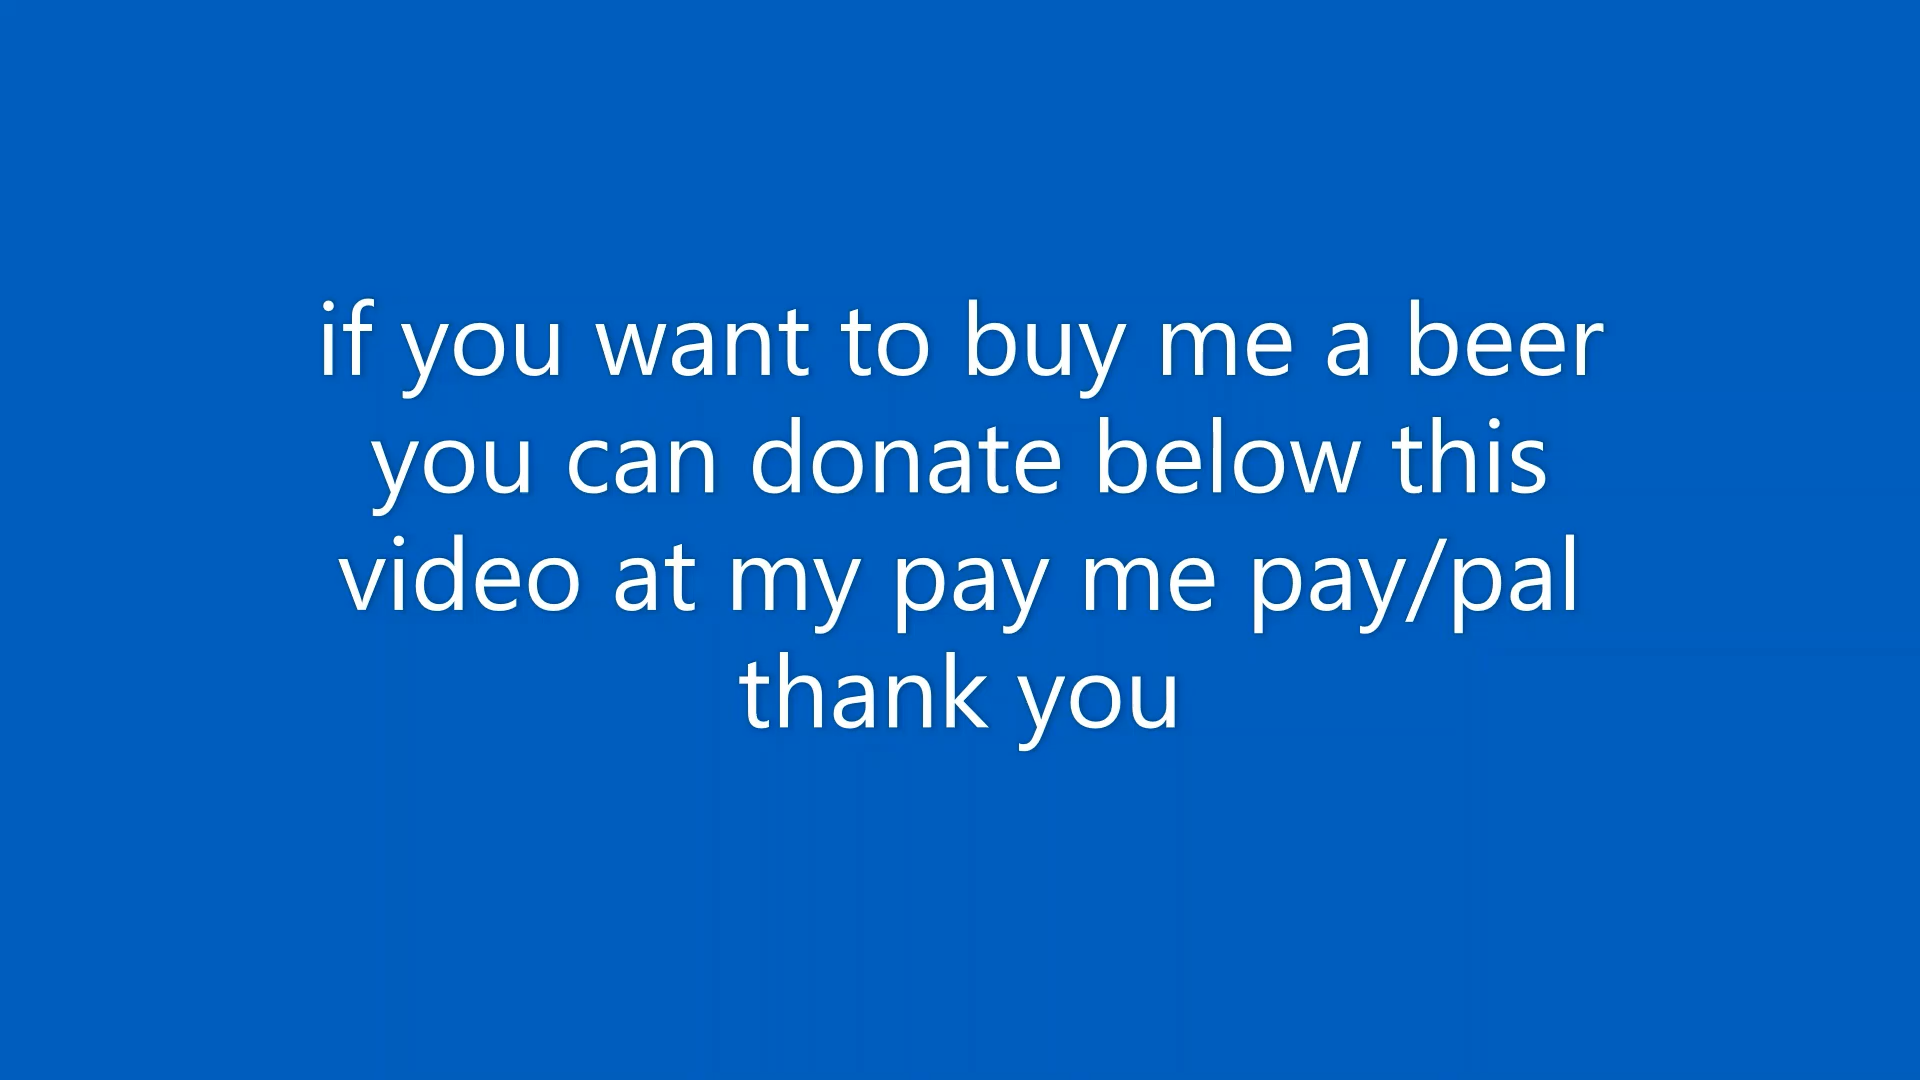 if you want to buy me a beer
you can donate below this
video at my pay me pay/pal
thank you